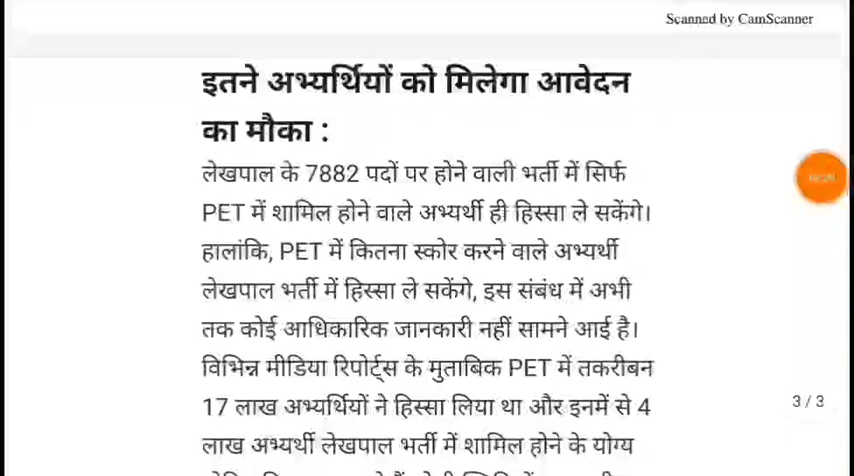 Scanned by CamScanner
इतने अभ्यर्थियों को मिलेगा आवेदन
का मौका :
लेखपाल के 7882 पदों पर होने वाली भर्ती में सिर्फ
PET में शामिल होने वाले अभ्यर्थी ही हिस्सा ले सकेंगे।
हालांकि, PET में कितना स्कोर करने वाले अभ्यर्थी
लेखपाल भर्ती में हिस्सा ले सकेंगे, इस संबंध में अभी
तक कोई आधिकारिक जानकारी नहीं सामने आई है।
विभिन्न मीडिया रिपोर्ट्स के मुताबिक PET में तकरीबन
17 लाख अभ्यर्थियों ने हिस्सा लिया था और इनमें से 4
3 / 3
लाख अभ्यर्थी लेखपाल भर्ती में शामिल होने के योग्य